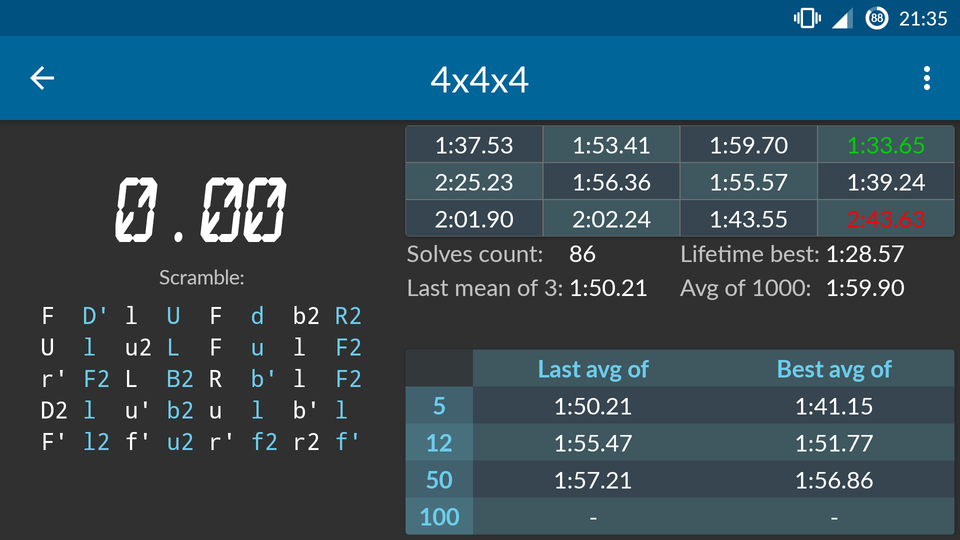 88 21:35
4x4x4
0.00
Scramble:
F D' l U F d b2 R2
U l u2 L F u l F2
r' F2 L B2 R b' l F2
D2 l u' b2 u l b' l
F' l2 f' u2 r' f2 r2 f'
1:37.53 1:53.41 1:59.70 1:33.65
2:25.23 1:56.36 1:55.57 1:39.24
2:01.90 2:02.24 1:43.55 2:43.63
Solves count: 86 Lifetime best: 1:28.57
Last mean of 3: 1:50.21 Avg of 1000: 1:59.90
Last avg of Best avg of
5 1:50.21 1:41.15
12 1:55.47 1:51.77
50 1:57.21 1:56.86
100 - -